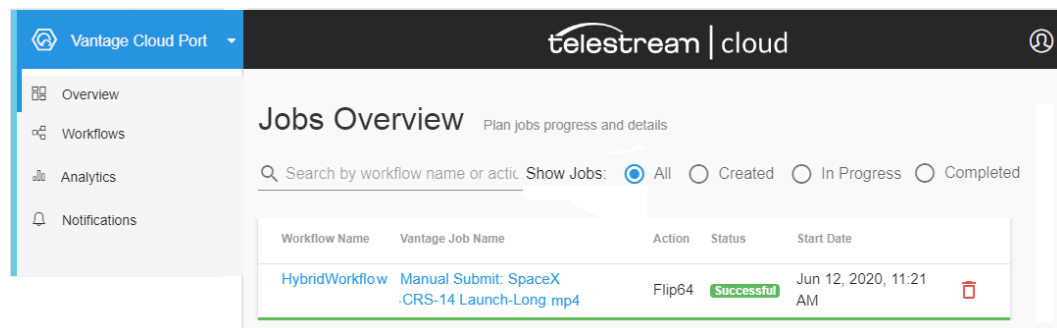 Vantage Cloud Port
telestream | cloud
Overview
Workflows
Analytics
Notifications
Jobs Overview Plan jobs progress and details
Search by workflow name or actic Show Jobs: All Created In Progress Completed
Workflow Name Vantage Job Name Action Status Start Date
HybridWorkflow Manual Submit: SpaceX Flip64 Successful Jun 12, 2020, 11:21
CRS-14 Launch-Long.mp4 AM